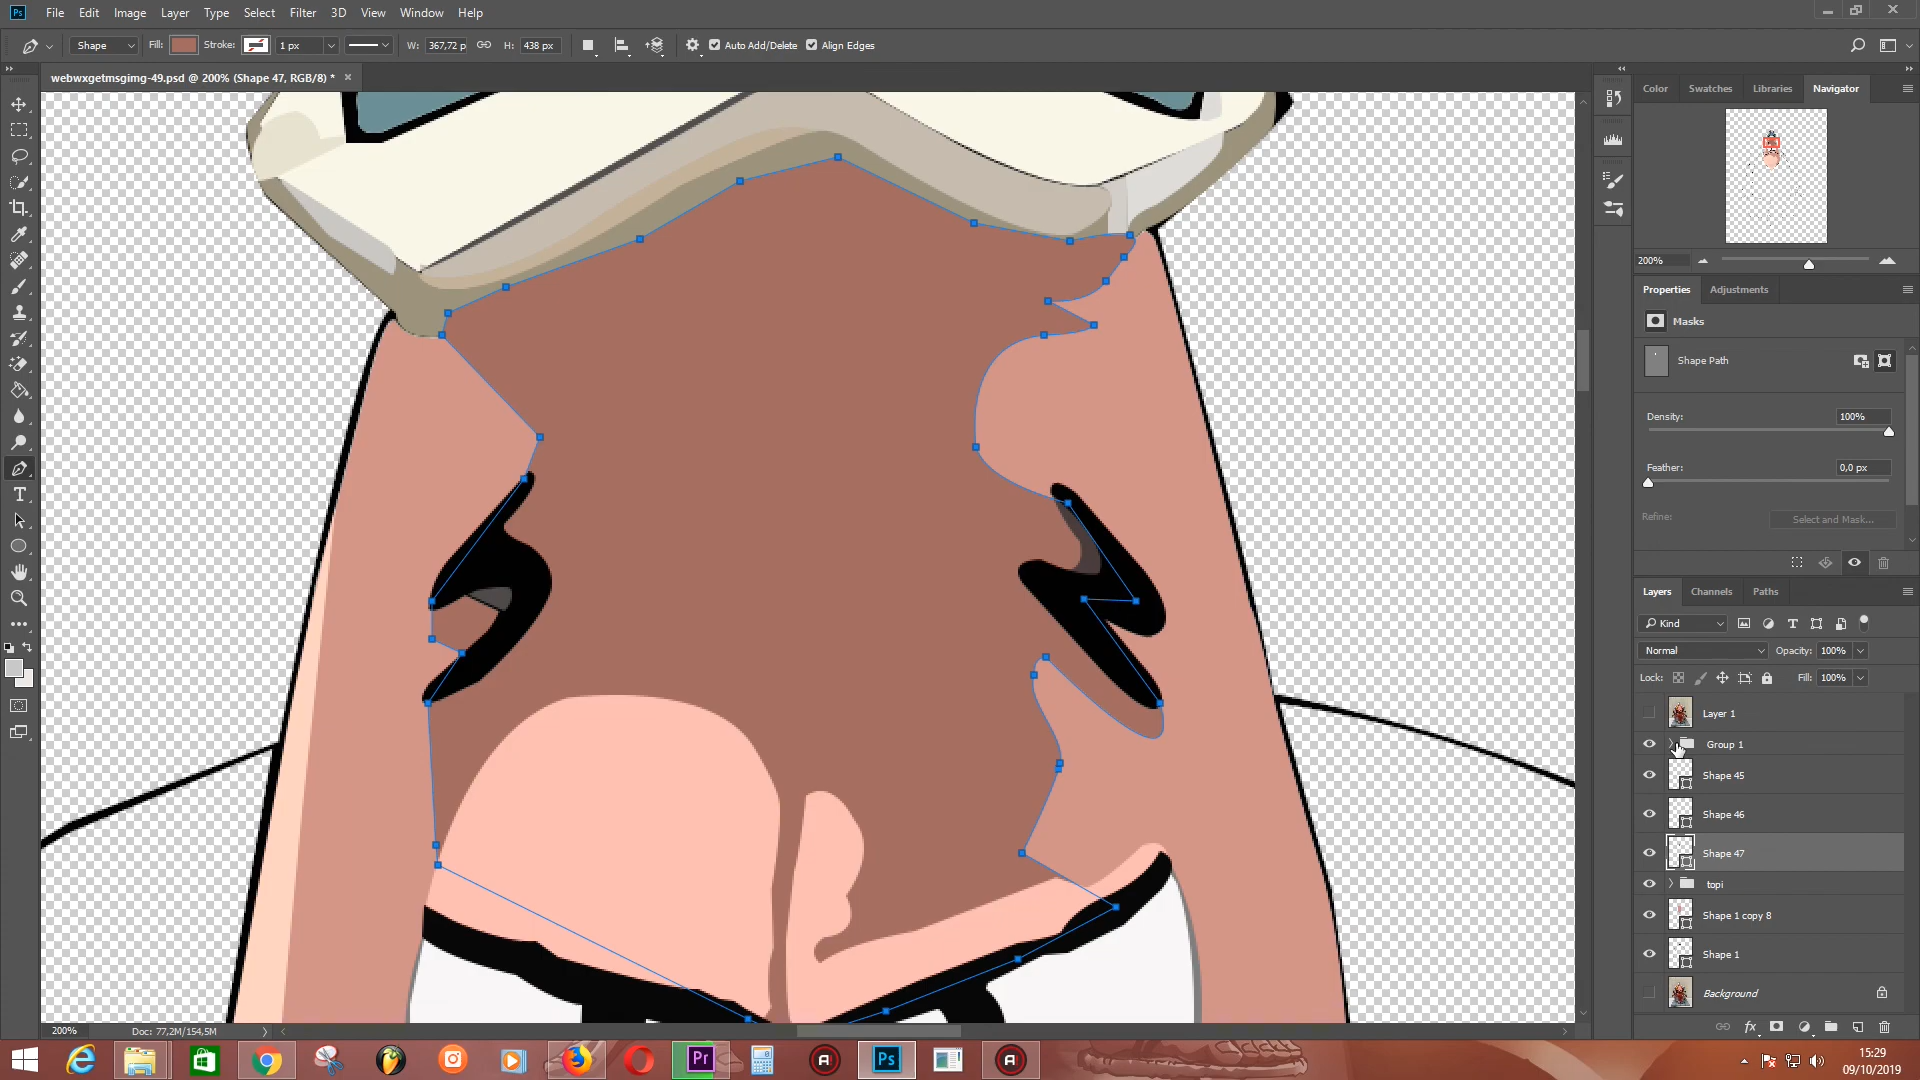 Ps File Edit Image Layer Type Select Filter 3D View Window Help
Shape Fill: Stroke: 1 px W: 367,72 p H: 438 px Auto Add/Delete Align Edges
webwxgetmsgimg-49.psd @ 200% (Shape 47, RGB/8) *
Color Swatches Libraries Navigator
200%
Properties Adjustments
Masks
Shape Path
Density: 100%
Feather: 0,0 px
Refine: Select and Mask...
Layers Channels Paths
Kind
Normal Opacity: 100%
Lock: Fill: 100%
Layer 1
Group 1
Shape 45
Shape 46
Shape 47
topi
Shape 1 copy 8
Shape 1
Background
200% Doc: 77,2M/154,5M
fx
Pr Ps
15:29
09/10/2019